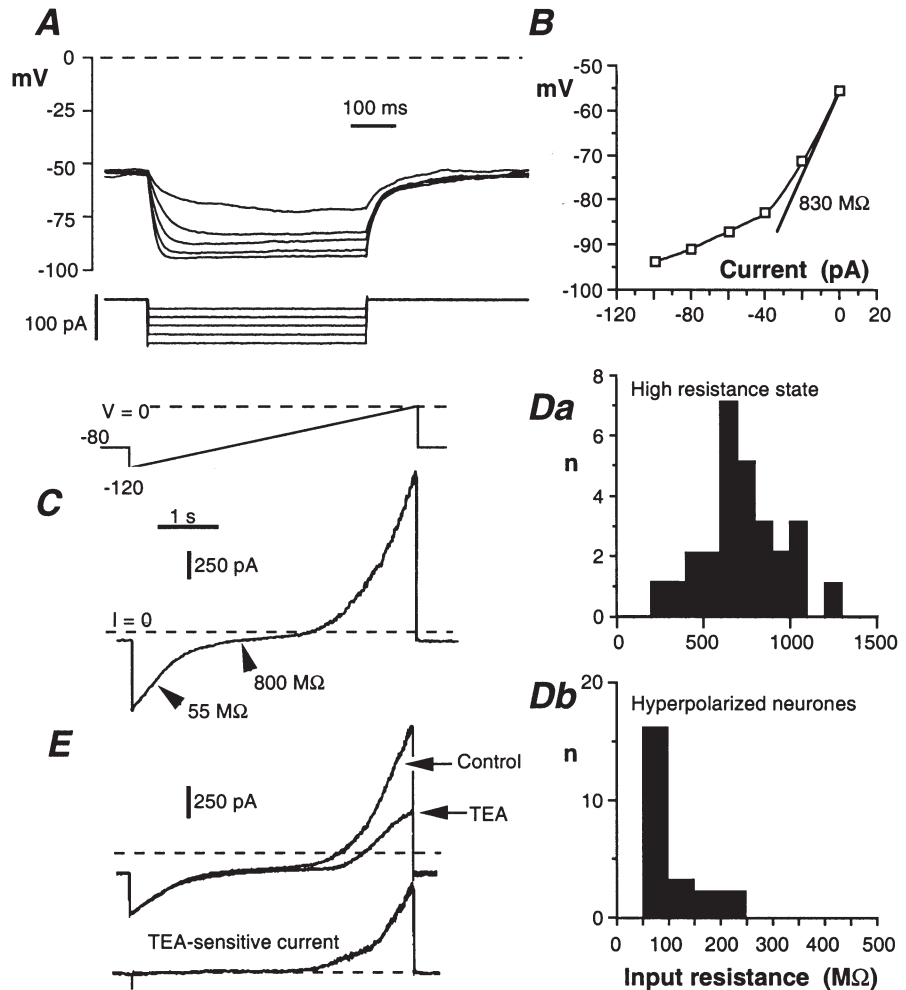 A
mV
0
-25
-50
-75
-100
100 ms
100 pA
B
mV
-50
-60
-70
-80
-90
-100
830 MΩ
Current (pA)
-120
-80
-40
0
20
C
V = 0
-80
-120
1 s
250 pA
I = 0
800 MΩ
55 MΩ
Da
High resistance state
n
8
6
4
2
0
0
500
1000
1500
E
250 pA
Control
TEA
TEA-sensitive current
Db
Hyperpolarized neurones
n
20
10
0
0
100
200
300
400
500
Input resistance (MΩ)